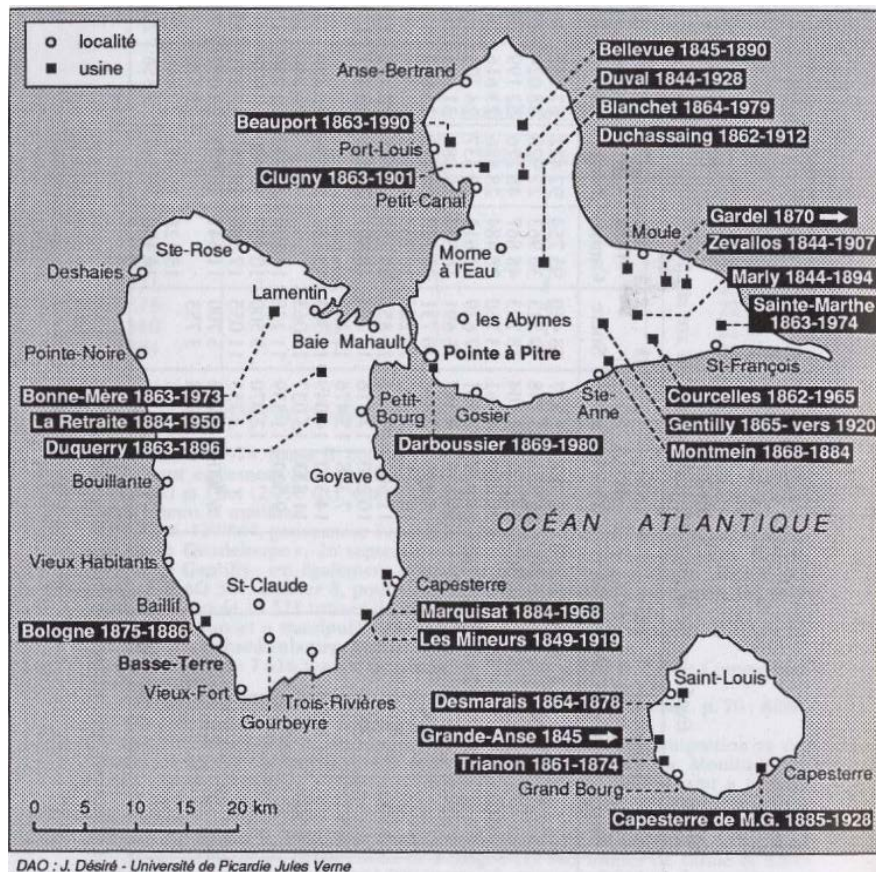 localité
usine
Bellevue 1845-1890
Anse-Bertrand
Duval 1844-1928
Blanchet 1864-1979
Beauport 1863-1990
Duchassaing 1862-1912
Port-Louis
Clugny 1863-1901
Petit-Canal
Gardel 1870 →
Moule
Ste-Rose
Morne
à l'Eau
Zevallos 1844-1907
Deshaies
Marly 1844-1894
Lamentin
Sainte-Marthe
1863-1974
les Abymes
Baie Mahault
Pointe-Noire
Pointe à Pitre
St-François
Bonne-Mère 1863-1973
Ste-
Anne
Courcelles 1862-1965
La Retraite 1884-1950
Petit-
Bourg
Gosier
Gentilly 1865- vers 1920
Duquerry 1863-1896
Darboussier 1869-1980
Montmein 1868-1884
Bouillante
Goyave
OCÉAN ATLANTIQUE
Vieux Habitants
St-Claude
Capesterre
Baillif
Marquisat 1884-1968
Bologne 1875-1886
Les Mineurs 1849-1919
Basse-Terre
Saint-Louis
Vieux-Fort
Trois-Rivières
Gourbeyre
Desmarais 1864-1878
Grande-Anse 1845 →
Trianon 1861-1874
Capesterre
Grand Bourg
Capesterre de M.G. 1885-1928
0 5 10 15 20 km
DAO : J. Désiré - Université de Picardie Jules Verne